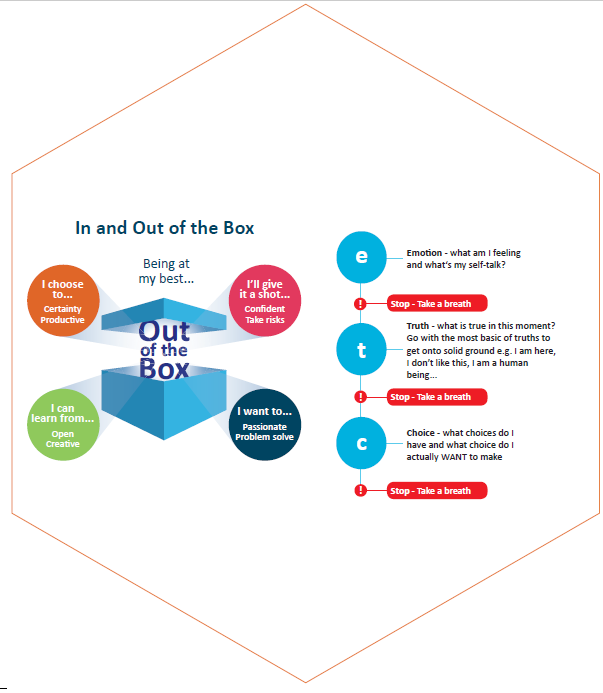 In and Out of the Box
Being at
my best...
I choose
to...
Certainty
Productive
I'll give
it a shot...
Confident
Take risks
Out
of the
Box
I can
learn from...
Open
Creative
I want to...
Passionate
Problem solve
e
Emotion - what am I feeling
and what's my self-talk?
!
Stop - Take a breath
t
Truth - what is true in this moment?
Go with the most basic of truths to
get onto solid ground e.g. I am here,
I don't like this, I am a human
being...
!
Stop - Take a breath
c
Choice - what choices do I
have and what choice do I
actually WANT to make
!
Stop - Take a breath